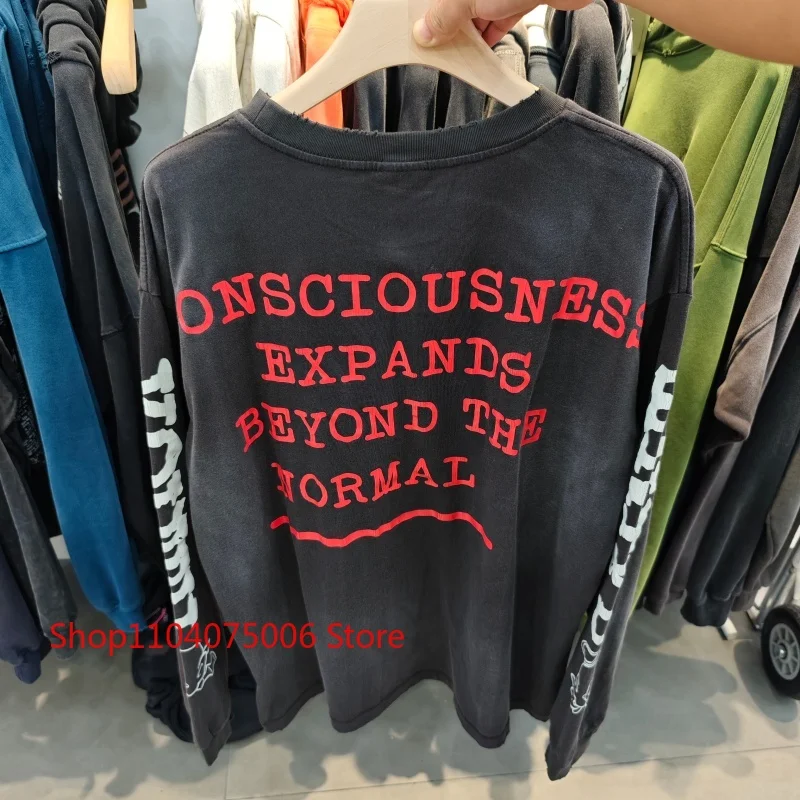 ONSCIOUSNESS
EXPANDS
BEYOND THE
NORMAL
Shop1104075006 Store